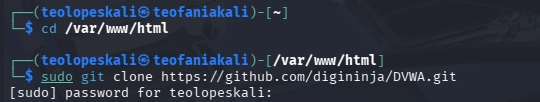 ┌──(teolopeskali㉿teofaniakali)-[~]
└─$ cd /var/www/html
┌──(teolopeskali㉿teofaniakali)-[/var/www/html]
└─$ sudo git clone https://github.com/digininja/DVWA.git
[sudo] password for teolopeskali: